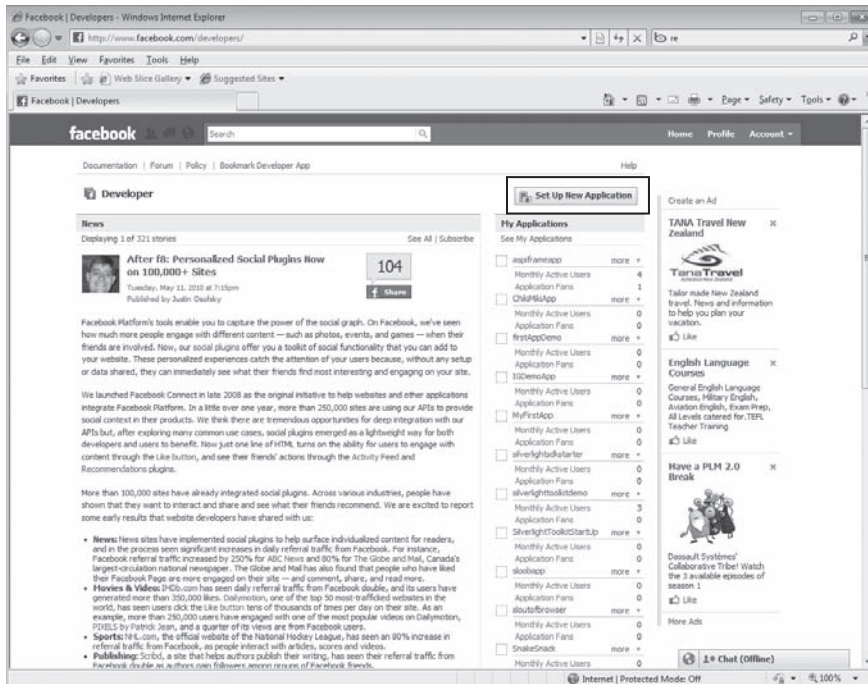 Facebook | Developers - Windows Internet Explorer
http://www.facebook.com/developers/
re
File Edit View Favorites Tools Help
Favorites Web Slice Gallery Suggested Sites
Facebook | Developers
Page Safety Tools
facebook
Search
Home Profile Account
Documentation | Forum | Policy | Bookmark Developer App
Help
Developer
Set Up New Application
News
Displaying 1 of 321 stories
See All | Subscribe
After f8: Personalized Social Plugins Now
on 100,000+ Sites
Tuesday, May 11, 2010 at 7:15pm
Published by Justin Osofsky
104
Share
Facebook Platform's tools enable you to capture the power of the social graph. On Facebook, we've seen
how much more people engage with different content — such as photos, events, and games — when their
friends are involved. Now, our social plugins offer you a toolkit of social functionality that you can add to
your website. These personalized experiences catch the attention of your users because, without any setup
or data shared, they can immediately see what their friends find most interesting and engaging on your site.
We launched Facebook Connect in late 2008 as the original initiative to help websites and other applications
integrate Facebook Platform. In a little over one year, more than 250,000 sites are using our APIs to provide
social context in their products. We think there are tremendous opportunities for deep integration with our
APIs but, after exploring many common use cases, social plugins emerged as a lightweight way for both
developers and users to benefit. Now just one line of HTML turns on the ability for users to engage with
content through the Like button, and see their friends' actions through the Activity Feed and
Recommendations plugins.
More than 100,000 sites have already integrated social plugins. Across various industries, people have
shown that they want to interact and share and see what their friends recommend. We are excited to report
some early results that website developers have shared with us:
• News: News sites have implemented social plugins to help surface individualized content for readers,
and in the process seen significant increases in daily referral traffic from Facebook. For instance,
Facebook referral traffic increased by 250% for ABC News and 80% for The Globe and Mail, Canada's
largest-circulation national newspaper. The Globe and Mail has also found that people who have liked
their Facebook Page are more engaged on their site — and comment, share, and read more.
• Movies & Video: IMDb.com has seen daily referral traffic from Facebook double, and its users have
generated more than 350,000 likes. Dailymotion, one of the top 50 most-trafficked websites in the
world, has seen users click the Like button tens of thousands of times per day on their site. As an
example, more than 250,000 users have engaged with one of the most popular videos on Dailymotion,
PIXELS by Patrick Jean, and a quarter of its views are from Facebook users.
• Sports: NHL.com, the official website of the National Hockey League, has seen an 80% increase in
referral traffic from Facebook, as people interact with articles, scores and videos.
• Publishing: Scribd, a site that helps authors publish their writing, has seen their referral traffic from
Facebook double as authors gain followers among groups of Facebook friends.
My Applications
See My Applications
aspiframeapp more
Monthly Active Users 4
Application Fans 1
ChildMiloApp more
Monthly Active Users 0
Application Fans 0
firstAppDemo more
Monthly Active Users 0
Application Fans 0
IGDemoApp more
Monthly Active Users 0
Application Fans 0
MyFirstApp more
Monthly Active Users 0
Application Fans 0
silverlightsdkstarter more
Monthly Active Users 0
Application Fans 0
silverlighttoolkitdemo more
Monthly Active Users 3
Application Fans 0
SilverlightToolkitStartUp more
Monthly Active Users 0
Application Fans 0
sloobapp more
Monthly Active Users 0
Application Fans 0
sloutofbrowser more
Monthly Active Users 0
Application Fans 0
SnakeSnack more
Monthly Active Users 0
Create an Ad
TANA Travel New
Zealand
TanaTravel
Tailor made New Zealand
travel. News and information
to help you plan your
vacation.
Like
English Language
Courses
General English Language
Courses, Military English,
Aviation English, Exam Prep,
All Levels catered for.TEFL
Teacher Training
Like
Have a PLM 2.0
Break
Dassault Systèmes'
Collaborative Tribe! Watch
the 3 available episodes of
season 1
Like
More Ads
Chat (Offline)
Internet | Protected Mode: Off
100%